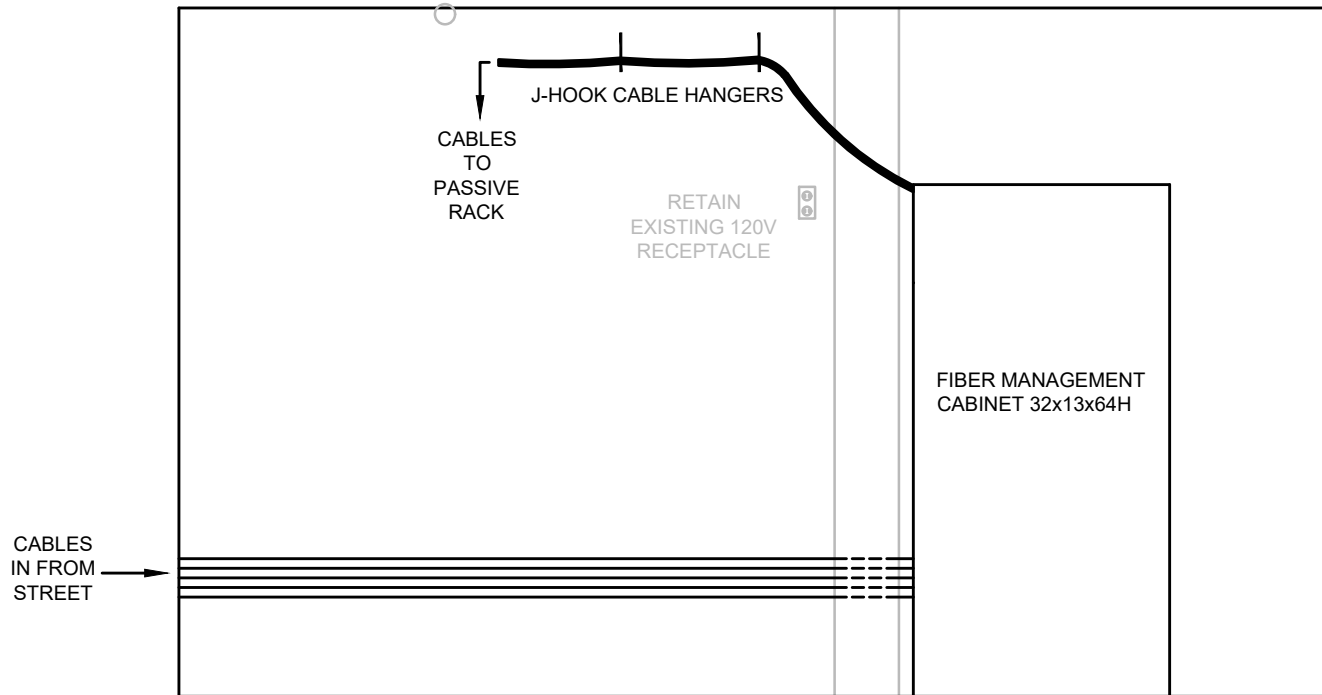 J-HOOK CABLE HANGERS
CABLES
TO
PASSIVE
RACK
RETAIN
EXISTING 120V
RECEPTACLE
FIBER MANAGEMENT
CABINET 32x13x64H
CABLES
IN FROM
STREET